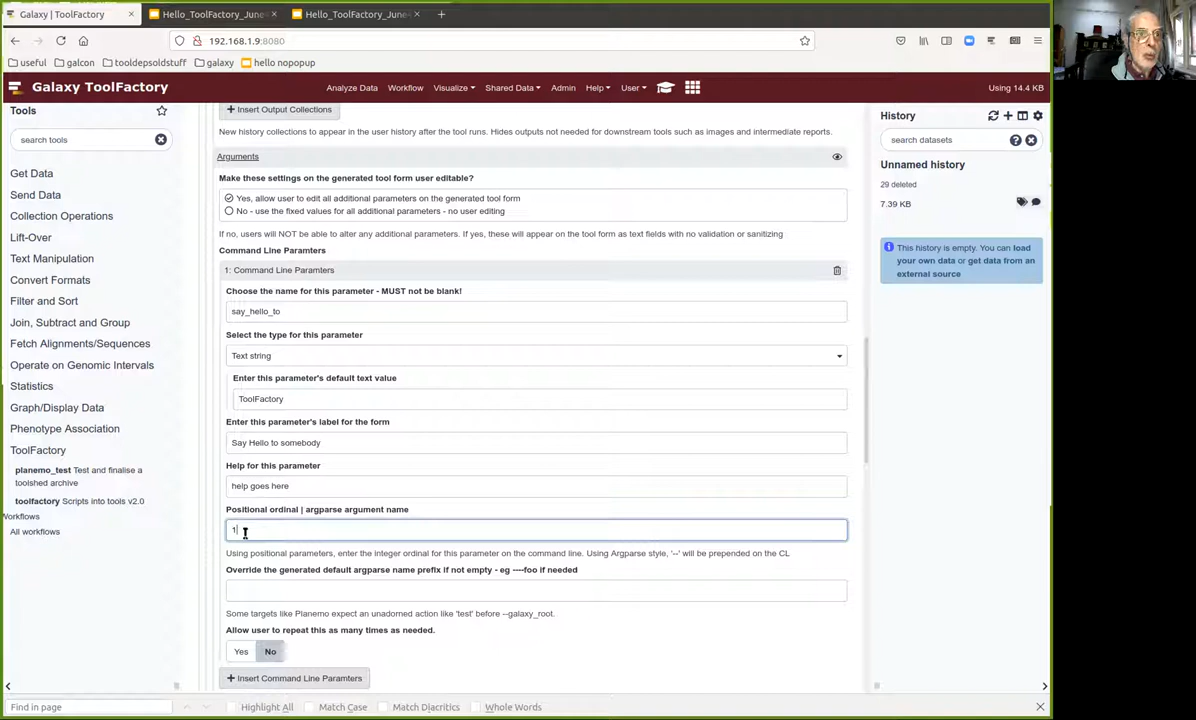 Galaxy | ToolFactory
Hello_ToolFactory_June
Hello_ToolFactory_June
192.168.1.9:8080
useful
galcon
tooldepsoldstuff
galaxy
hello nopopup
Galaxy ToolFactory
Analyze Data
Workflow
Visualize
Shared Data
Admin
Help
User
Using 14.4 KB
Tools
search tools
Get Data
Send Data
Collection Operations
Lift-Over
Text Manipulation
Convert Formats
Filter and Sort
Join, Subtract and Group
Fetch Alignments/Sequences
Operate on Genomic Intervals
Statistics
Graph/Display Data
Phenotype Association
ToolFactory
planemo_test Test and finalise a
toolshed archive
toolfactory Scripts into tools v2.0
Workflows
All workflows
+ Insert Output Collections
New history collections to appear in the user history after the tool runs. Hides outputs not needed for downstream tools such as images and intermediate reports.
Arguments
Make these settings on the generated tool form user editable?
Yes, allow user to edit all additional parameters on the generated tool form
No - use the fixed values for all additional parameters - no user editing
If no, users will NOT be able to alter any additional parameters. If yes, these will appear on the tool form as text fields with no validation or sanitizing
Command Line Paramters
1: Command Line Paramters
Choose the name for this parameter - MUST not be blank!
say_hello_to
Select the type for this parameter
Text string
Enter this parameter's default text value
ToolFactory
Enter this parameter's label for the form
Say Hello to somebody
Help for this parameter
help goes here
Positional ordinal | argparse argument name
1
Using positional parameters, enter the integer ordinal for this parameter on the command line. Using Argparse style, '--' will be prepended on the CL
Override the generated default argparse name prefix if not empty - eg ----foo if needed
Some targets like Planemo expect an unadorned action like 'test' before --galaxy_root.
Allow user to repeat this as many times as needed.
Yes
No
+ Insert Command Line Paramters
History
search datasets
Unnamed history
29 deleted
7.39 KB
This history is empty. You can load
your own data or get data from an
external source
Find in page
Highlight All
Match Case
Match Diacritics
Whole Words